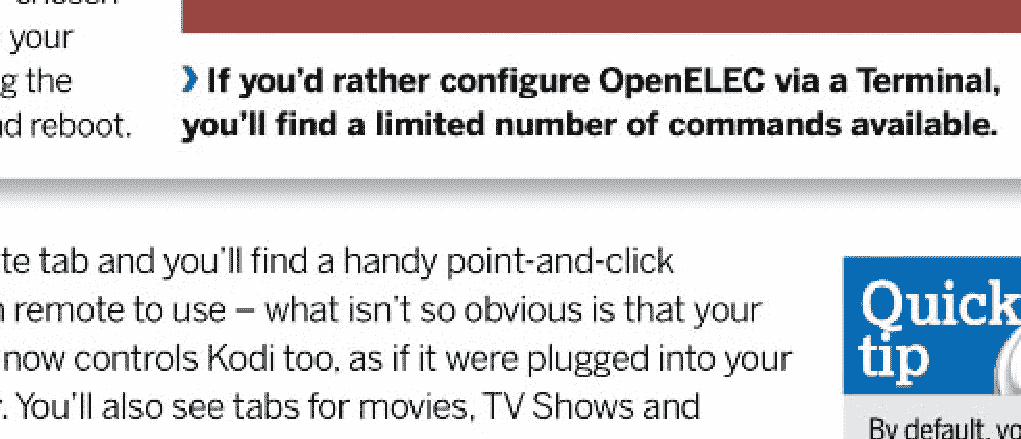 your
g the
d reboot.
› If you'd rather configure OpenELEC via a Terminal,
you'll find a limited number of commands available.
te tab and you'll find a handy point-and-click
remote to use – what isn't so obvious is that your
now controls Kodi too, as if it were plugged into your
. You'll also see tabs for movies, TV Shows and
Quick
tip
By default, yo